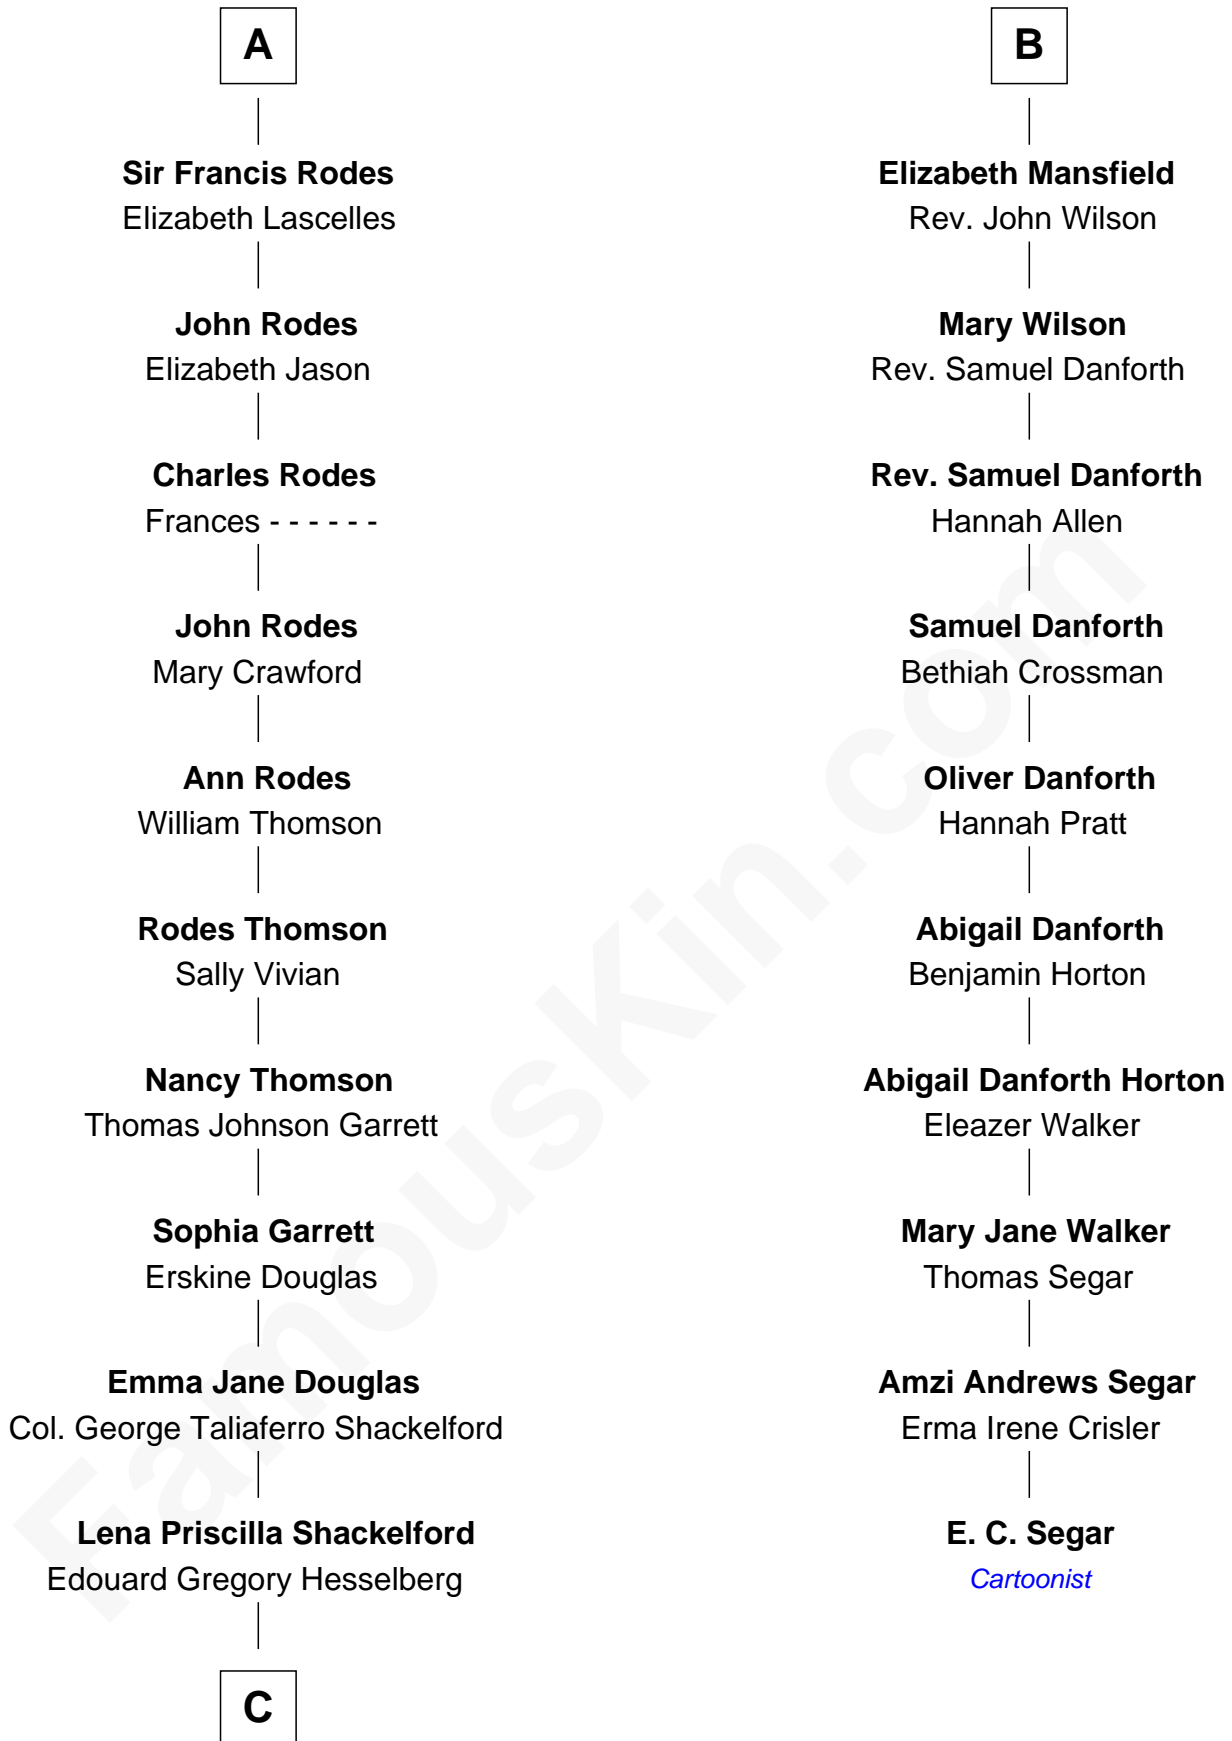 A
Sir Francis Rodes
Elizabeth Lascelles
John Rodes
Elizabeth Jason
Charles Rodes
Frances - - - - - -
John Rodes
Mary Crawford
Ann Rodes
William Thomson
Rodes Thomson
Sally Vivian
Nancy Thomson
Thomas Johnson Garrett
Sophia Garrett
Erskine Douglas
Emma Jane Douglas
Col. George Taliaferro Shackelford
Lena Priscilla Shackelford
Edouard Gregory Hesselberg
C
B
Elizabeth Mansfield
Rev. John Wilson
Mary Wilson
Rev. Samuel Danforth
Rev. Samuel Danforth
Hannah Allen
Samuel Danforth
Bethiah Crossman
Oliver Danforth
Hannah Pratt
Abigail Danforth
Benjamin Horton
Abigail Danforth Horton
Eleazer Walker
Mary Jane Walker
Thomas Segar
Amzi Andrews Segar
Erma Irene Crisler
E. C. Segar
Cartoonist
FamousKin.com